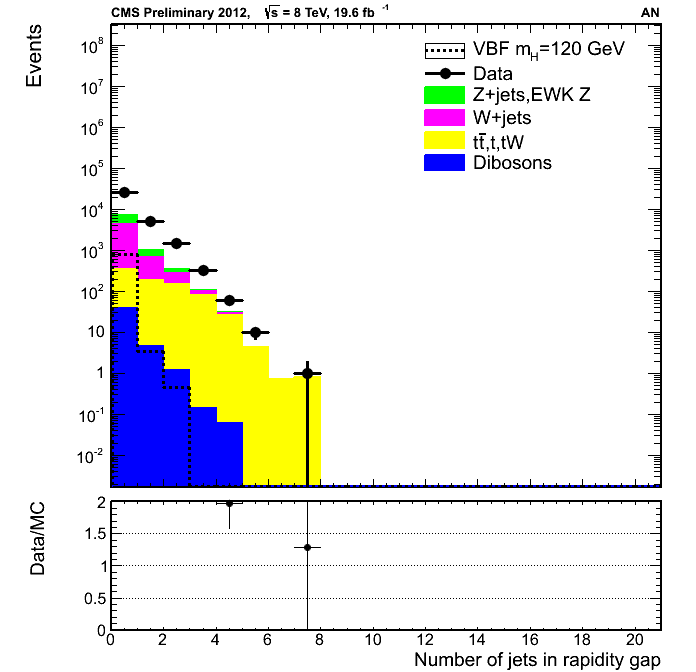 CMS Preliminary 2012, √s = 8 TeV, 19.6 fb⁻¹ AN
Events
10⁸
10⁷
10⁶
10⁵
10⁴
10³
10²
10
1
10⁻¹
10⁻²
VBF m_H=120 GeV
Data
Z+jets,EWK Z
W+jets
tt̄,t,tW
Dibosons
Data/MC
2
1.5
1
0.5
0
0 2 4 6 8 10 12 14 16 18 20
Number of jets in rapidity gap